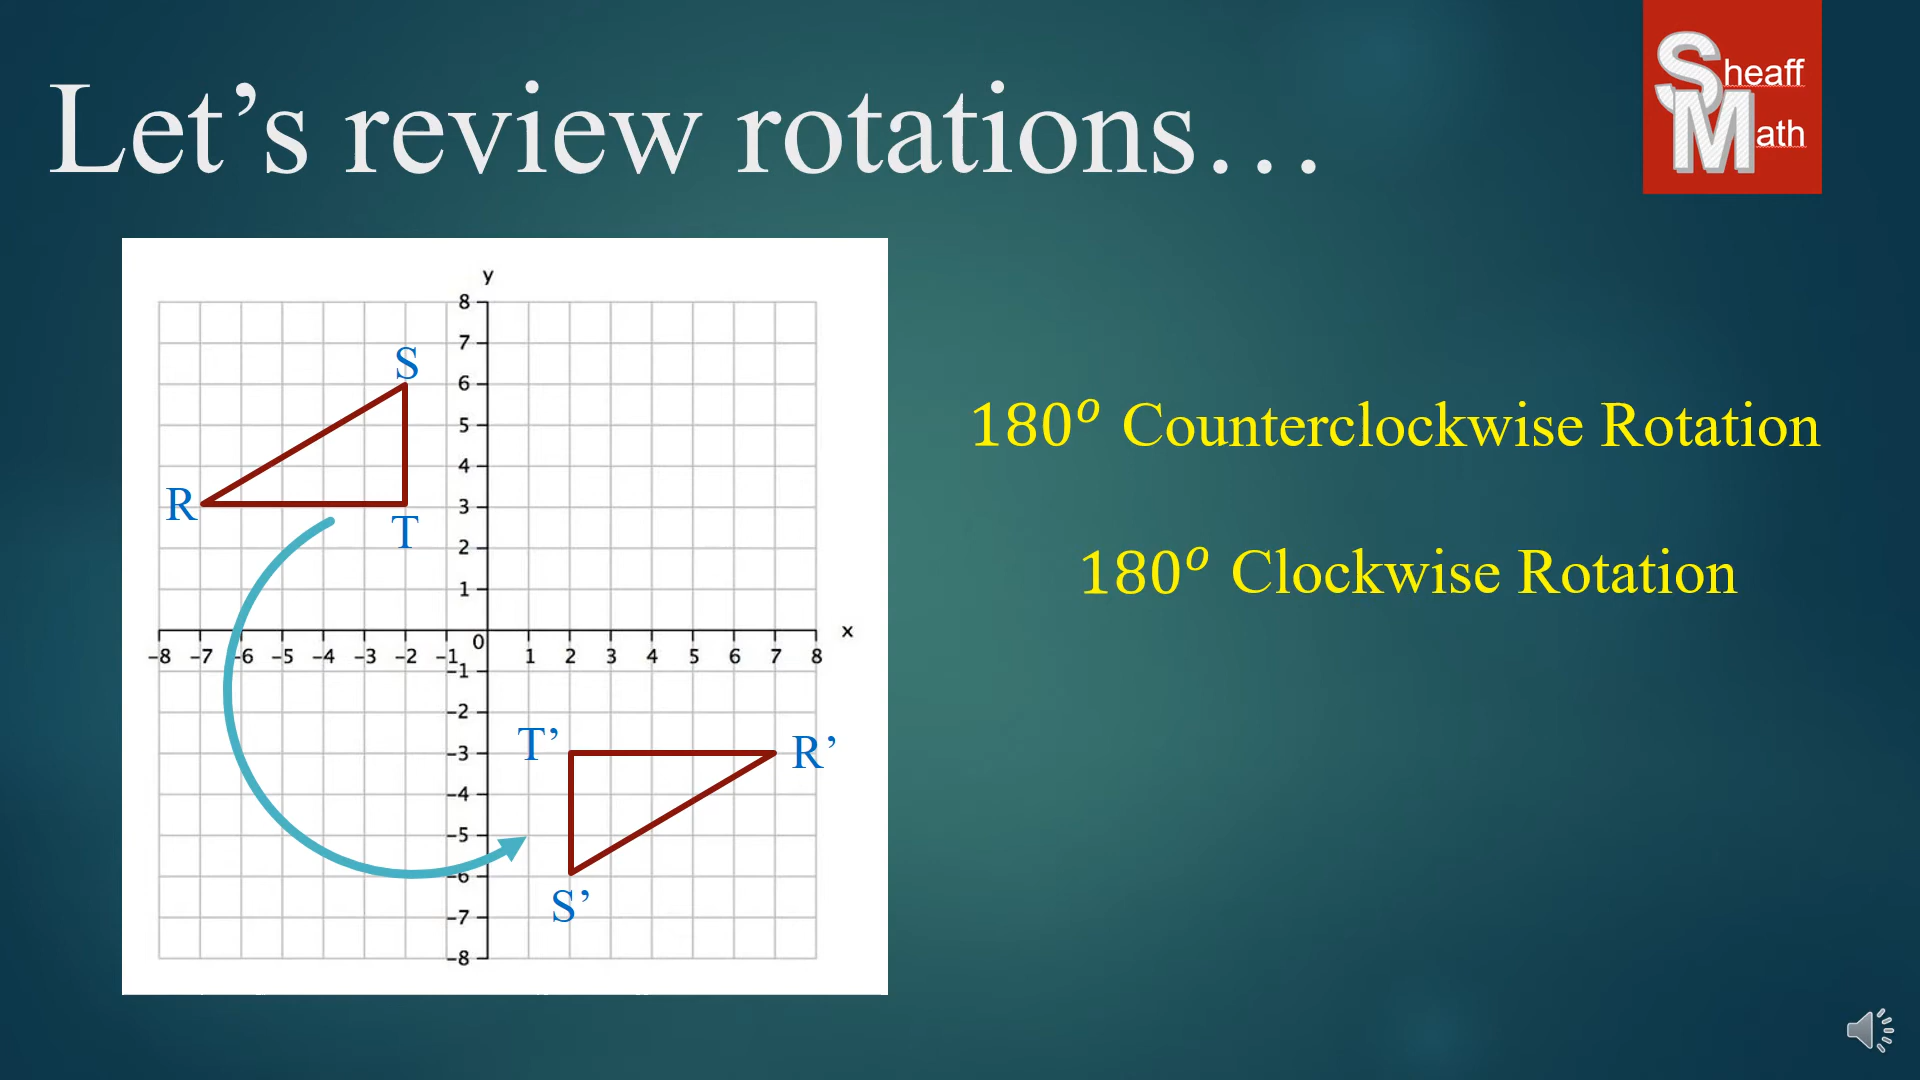 Let’s review rotations…
Sheaff
Math
y
8
7
S
6
5
180° Counterclockwise Rotation
4
R
3
T
2
180° Clockwise Rotation
1
x
0
-8 -7 -6 -5 -4 -3 -2 -1 1 2 3 4 5 6 7 8
-1
-2
T’
R’
-3
-4
-5
-6
S’
-7
-8